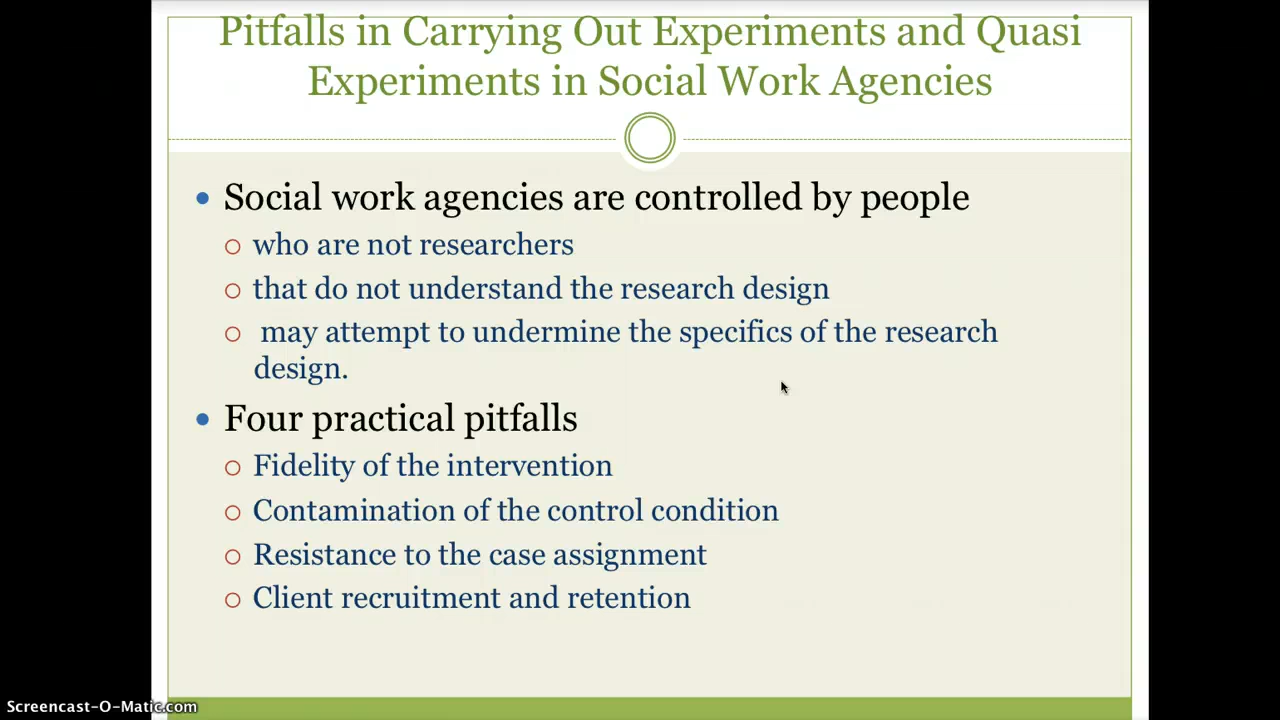 Pitfalls in Carrying Out Experiments and Quasi
Experiments in Social Work Agencies
Social work agencies are controlled by people
who are not researchers
that do not understand the research design
may attempt to undermine the specifics of the research
design.
Four practical pitfalls
Fidelity of the intervention
Contamination of the control condition
Resistance to the case assignment
Client recruitment and retention
Screencast-O-Matic.com